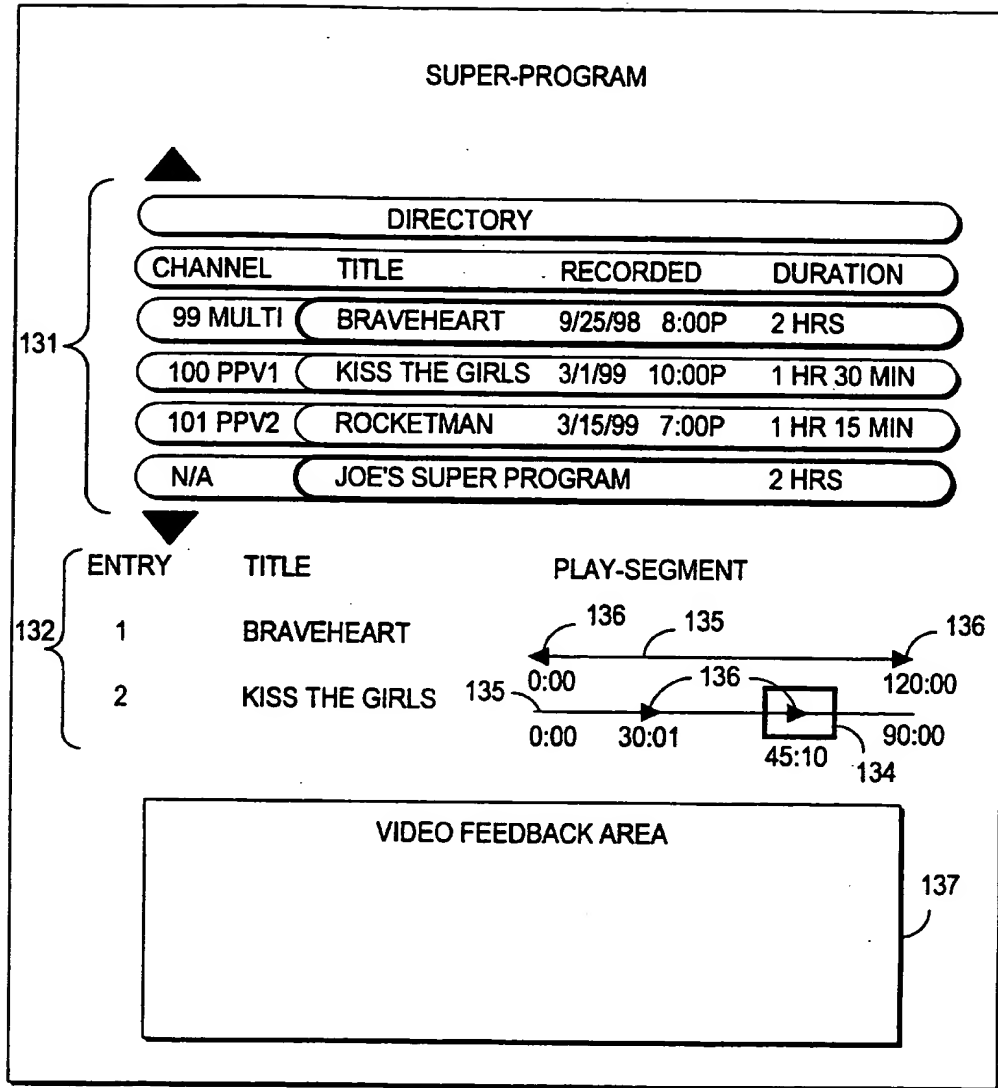 SUPER-PROGRAM
DIRECTORY
CHANNEL TITLE RECORDED DURATION
99 MULTI BRAVEHEART 9/25/98 8:00P 2 HRS
131
100 PPV1 KISS THE GIRLS 3/1/99 10:00P 1 HR 30 MIN
101 PPV2 ROCKETMAN 3/15/99 7:00P 1 HR 15 MIN
N/A JOE'S SUPER PROGRAM 2 HRS
ENTRY TITLE PLAY-SEGMENT
132 1 BRAVEHEART 136 135 136
0:00 120:00
2 KISS THE GIRLS 135 136
0:00 30:01 45:10 90:00
134
VIDEO FEEDBACK AREA
137